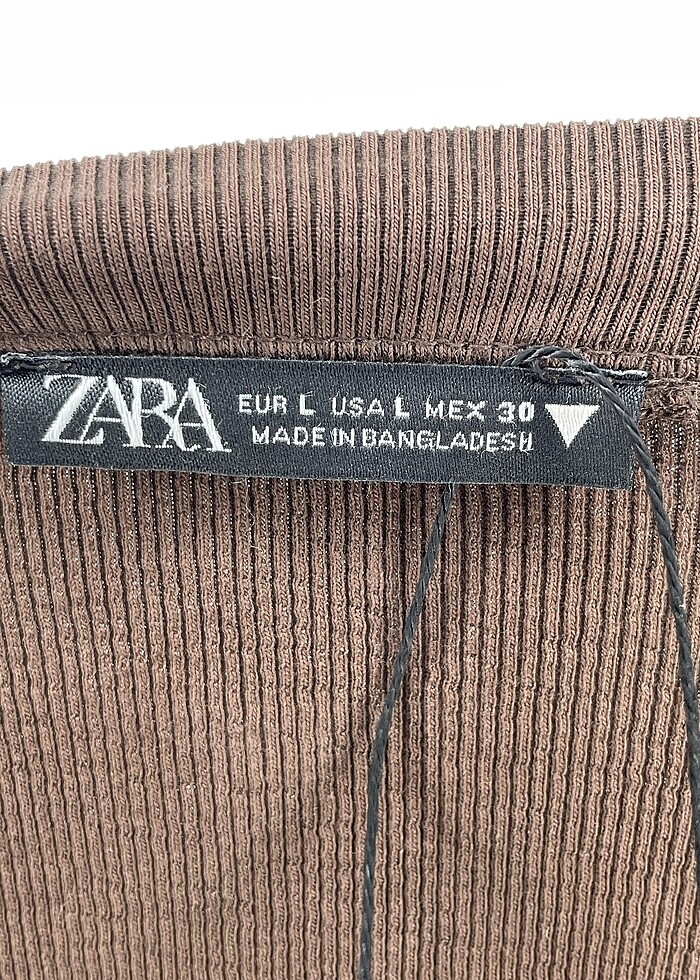 ZARA
EUR L USA L MEX 30
MADE IN BANGLADESH